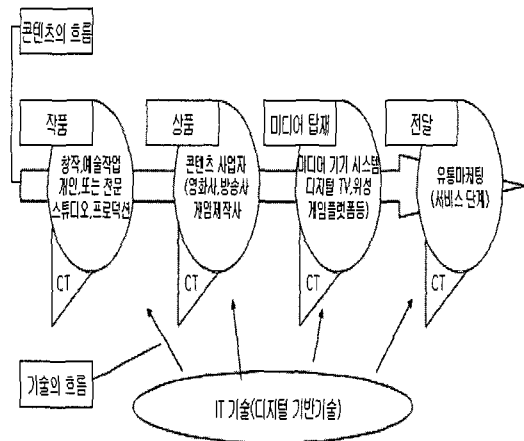 콘텐츠의 흐름
작품
상품
미디어 탑재
전달
창작,예술작업
개인,또는 전문
스튜디오,프로덕션
콘텐츠 사업자
(영화사,방송사
게임제작사
미디어 기기 시스템
디지털 TV,위성
게임플랫폼등)
유통마케팅
(서비스 단계)
CT
CT
CT
CT
기술의 흐름
IT 기술(디지털 기반기술)